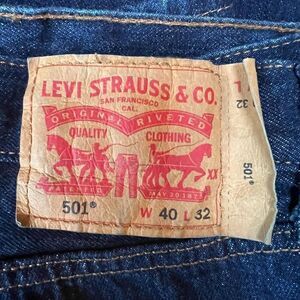 LEVI STRAUSS & CO.
SAN FRANCISCO
CAL.
ORIGINAL RIVETED
QUALITY CLOTHING
XX
PATENTED MAY 20 1873
501® W 40 L 32
32
501®